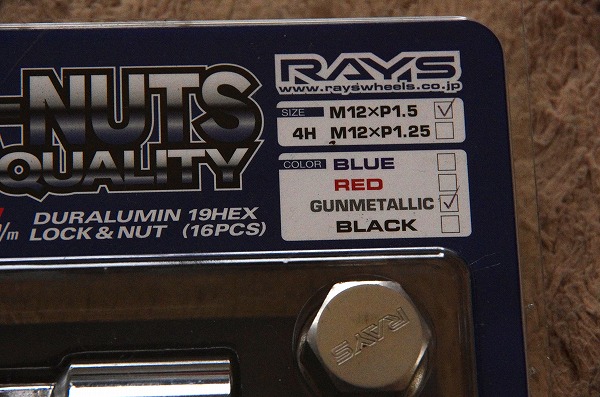 RAYS
www.rayswheels.co.jp
-NUTS
QUALITY
SIZE M12×P1.5
4H M12×P1.25
COLOR BLUE
RED
GUNMETALLIC
BLACK
DURALUMIN 19HEX
/m LOCK & NUT (16PCS)
RAYS